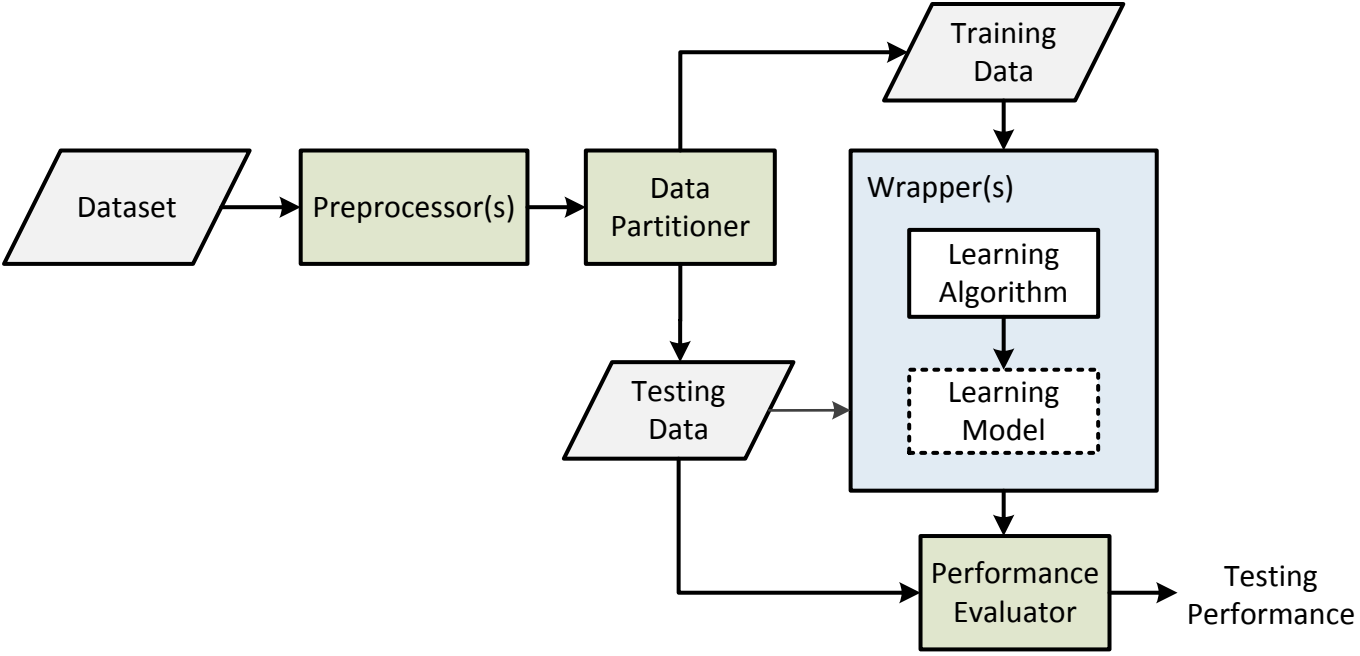 Training
Data
Dataset
Preprocessor(s)
Data
Partitioner
Wrapper(s)
Learning
Algorithm
Learning
Model
Testing
Data
Performance
Evaluator
Testing
Performance